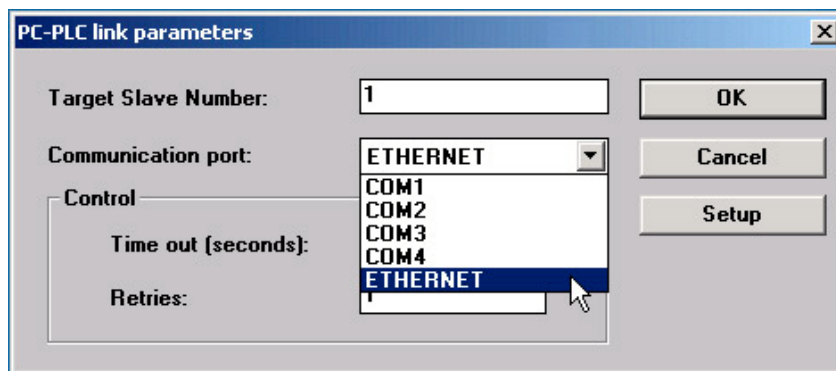 PC-PLC link parameters
Target Slave Number: 1 OK
Communication port: ETHERNET Cancel
COM1
Control
COM2 Setup
COM3
Time out (seconds):
COM4
ETHERNET
Retries: